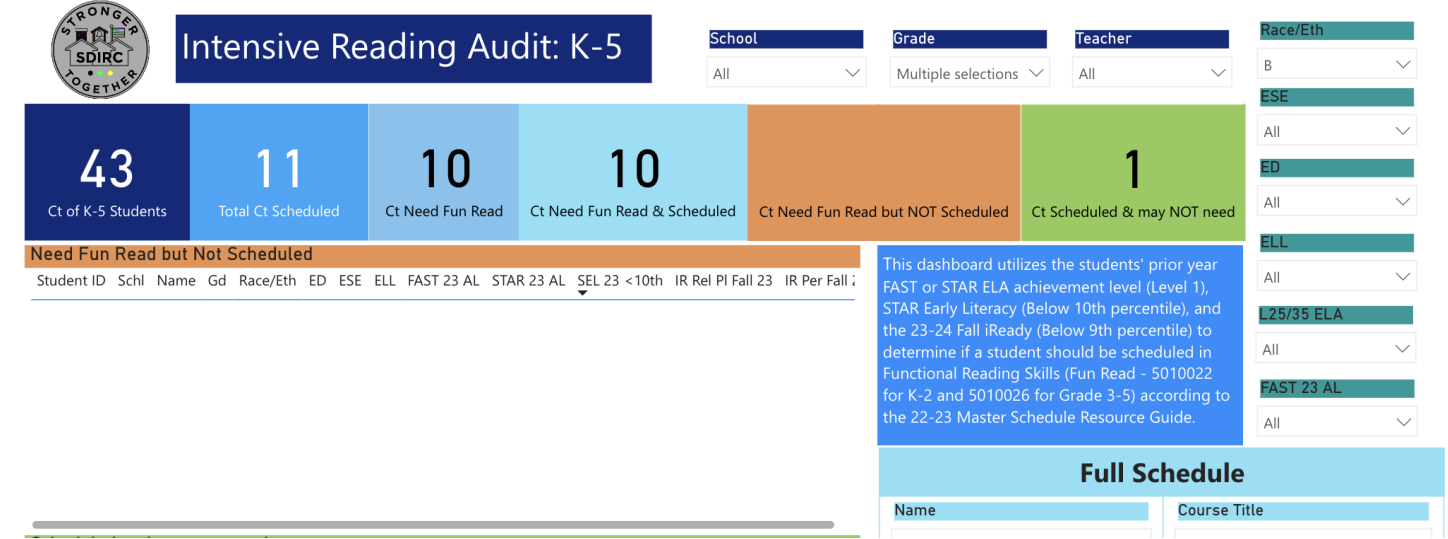 STRONGER
SDIRC
TOGETHER
Intensive Reading Audit: K-5
School
All
Grade
Multiple selections
Teacher
All
Race/Eth
B
ESE
All
ED
All
ELL
All
L25/35 ELA
All
FAST 23 AL
All
43
Ct of K-5 Students
11
Total Ct Scheduled
10
Ct Need Fun Read
10
Ct Need Fun Read & Scheduled
Ct Need Fun Read but NOT Scheduled
1
Ct Scheduled & may NOT need
Need Fun Read but Not Scheduled
Student ID Schl Name Gd Race/Eth ED ESE ELL FAST 23 AL STAR 23 AL SEL 23 <10th IR Rel Pl Fall 23 IR Per Fall
This dashboard utilizes the students' prior year
FAST or STAR ELA achievement level (Level 1),
STAR Early Literacy (Below 10th percentile), and
the 23-24 Fall iReady (Below 9th percentile) to
determine if a student should be scheduled in
Functional Reading Skills (Fun Read - 5010022
for K-2 and 5010026 for Grade 3-5) according to
the 22-23 Master Schedule Resource Guide.
Full Schedule
Name
Course Title